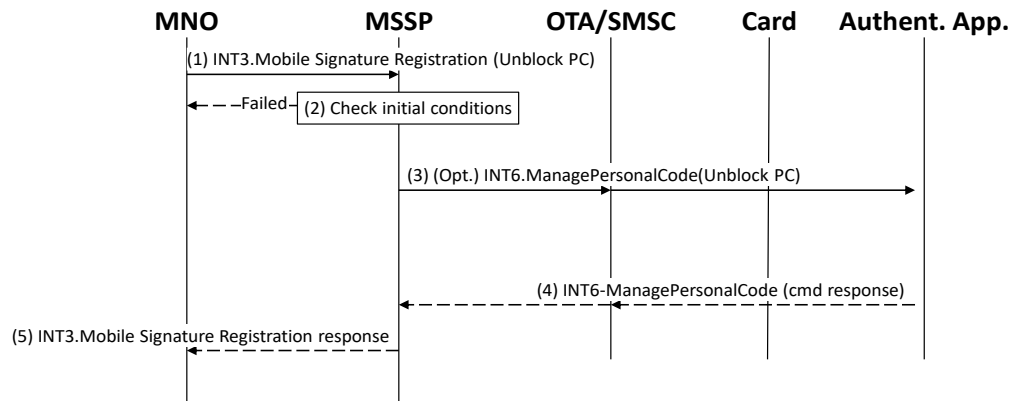 MNO MSSP OTA/SMSC Card Authent. App.
(1) INT3.Mobile Signature Registration (Unblock PC)
Failed
(2) Check initial conditions
(3) (Opt.) INT6.ManagePersonalCode(Unblock PC)
(4) INT6-ManagePersonalCode (cmd response)
(5) INT3.Mobile Signature Registration response